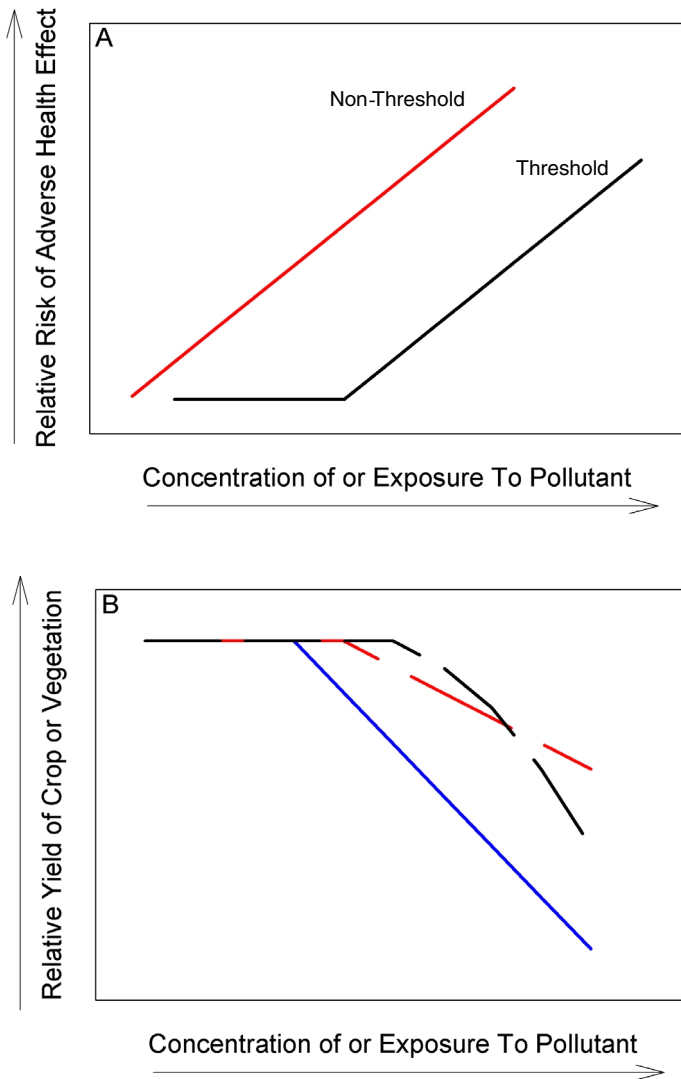 A
Non-Threshold
Threshold
Relative Risk of Adverse Health Effect
Concentration of or Exposure To Pollutant
B
Relative Yield of Crop or Vegetation
Concentration of or Exposure To Pollutant